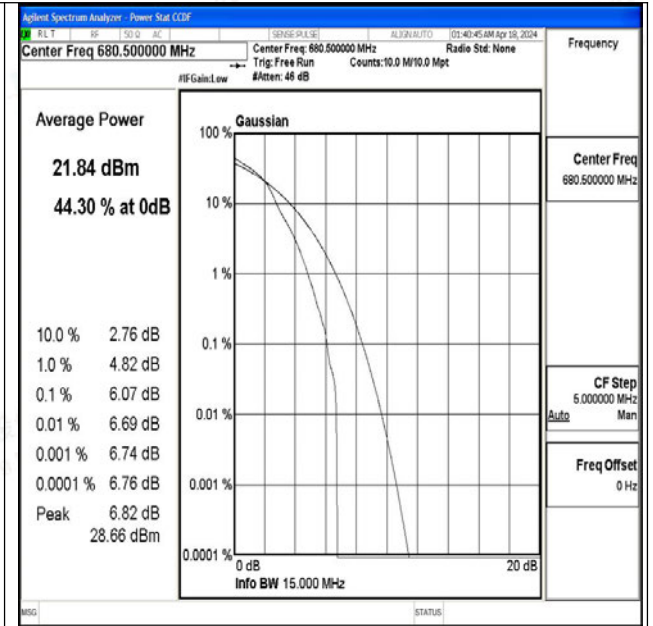 Agilent Spectrum Analyzer - Power Stat CCDF
RL T RF 50 Ω AC SENSE:PULSE ALIGN AUTO 01:40:45 AM Apr 18, 2024
Center Freq 680.500000 MHz
Center Freq: 680.500000 MHz Radio Std: None
Trig: Free Run Counts:10.0 M/10.0 Mpt
#IFGain:Low #Atten: 46 dB
Frequency
Average Power
21.84 dBm
44.30 % at 0dB
10.0 % 2.76 dB
1.0 % 4.82 dB
0.1 % 6.07 dB
0.01 % 6.69 dB
0.001 % 6.74 dB
0.0001 % 6.76 dB
Peak 6.82 dB
28.66 dBm
Gaussian
100 %
10 %
1 %
0.1 %
0.01 %
0.001 %
0.0001 %
0 dB 20 dB
Info BW 15.000 MHz
Center Freq
680.500000 MHz
CF Step
5.000000 MHz
Auto Man
Freq Offset
0 Hz
MSG STATUS